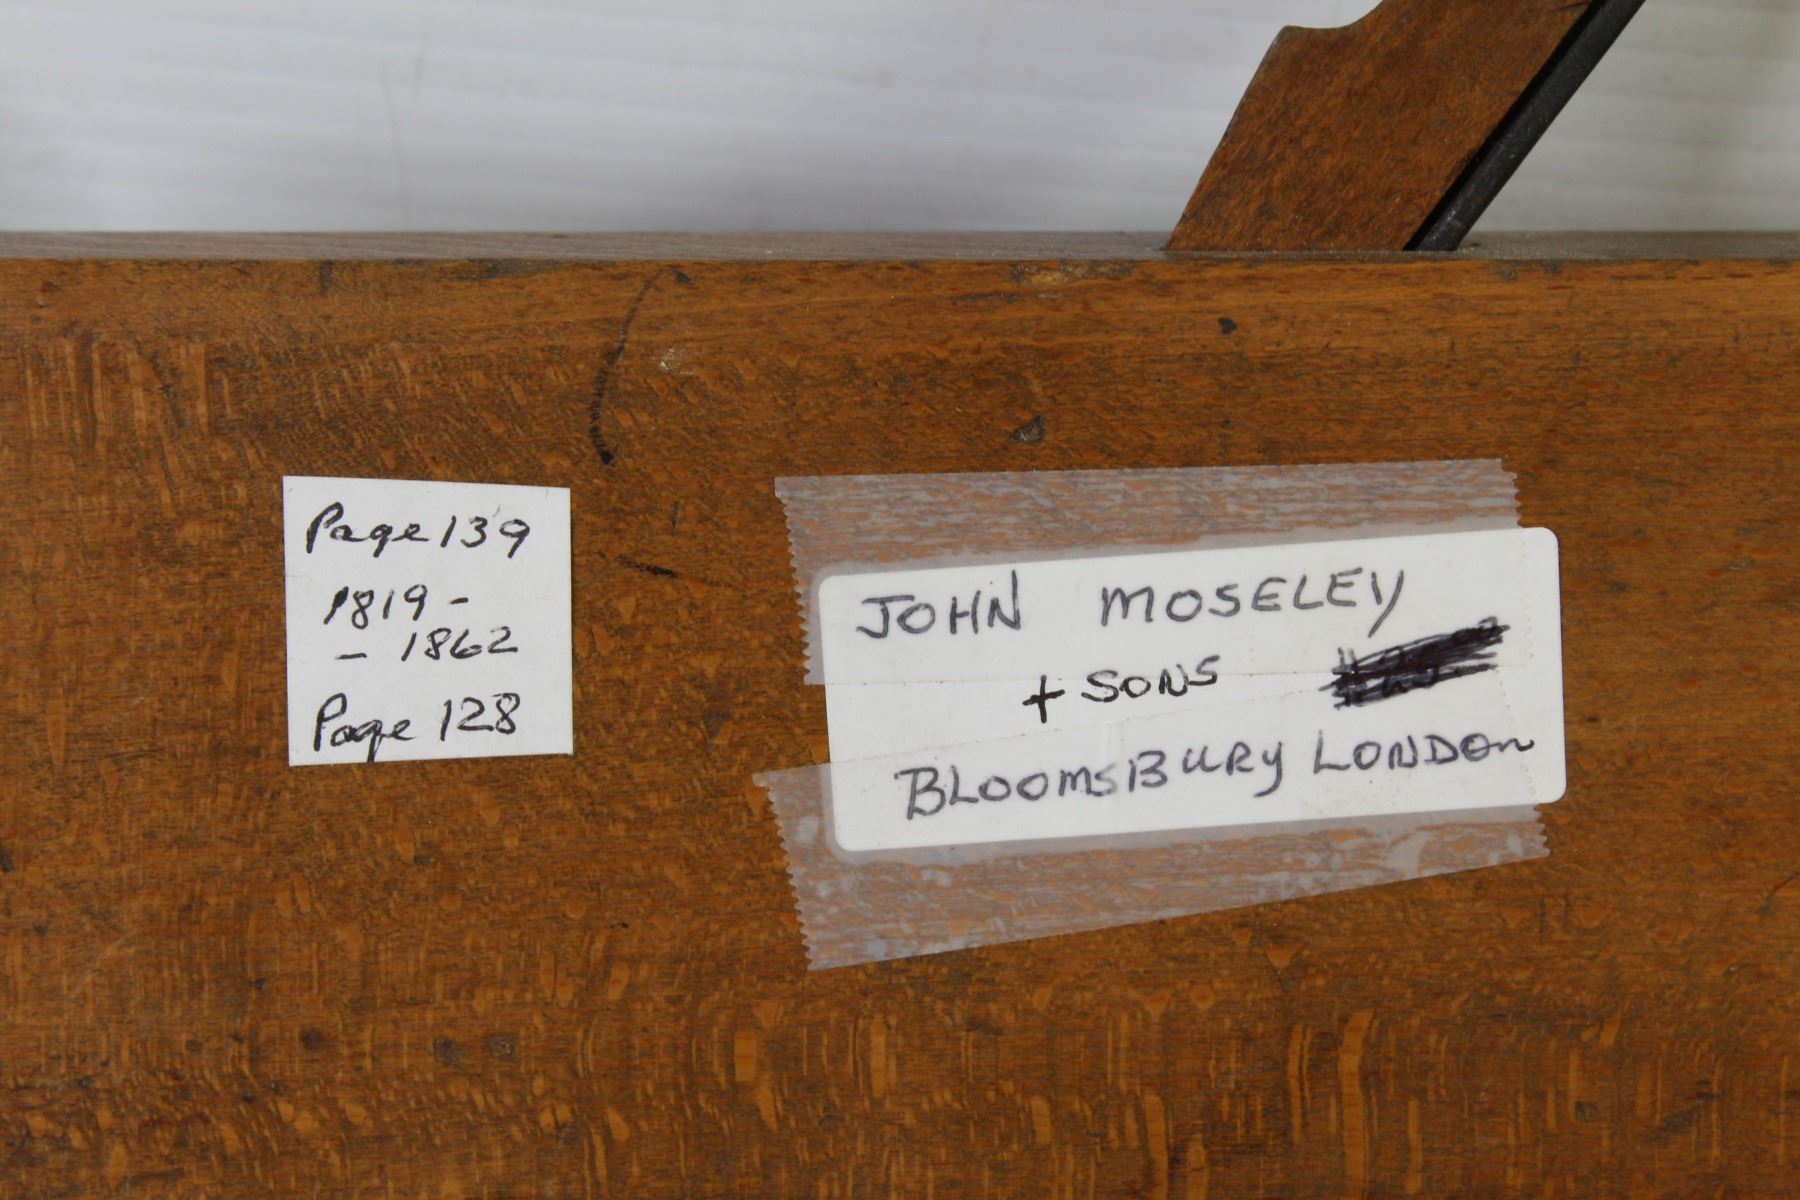 Page 139
1819 -
- 1862
Page 128
JOHN MOSELEY
+ SONS
BLOOMSBURY LONDON